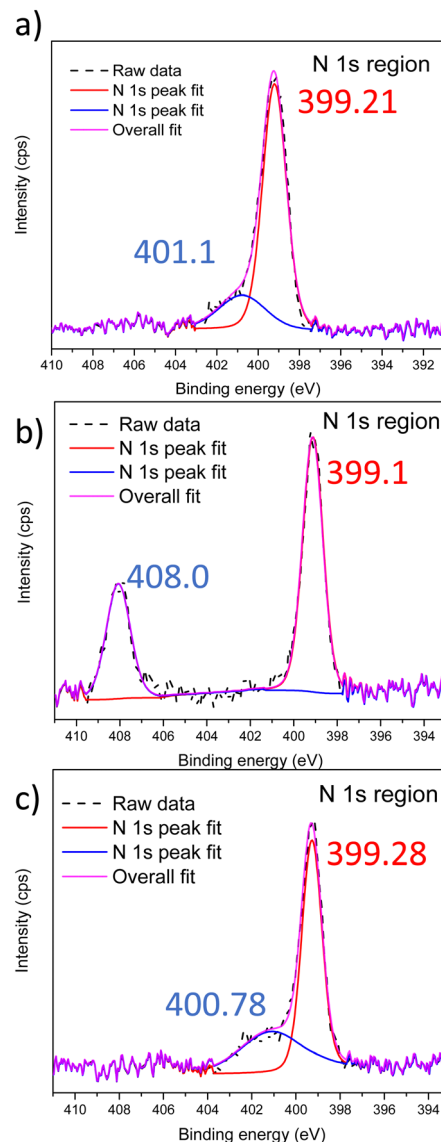 a)
N 1s region
Raw data
N 1s peak fit
N 1s peak fit
Overall fit
399.21
401.1
Intensity (cps)
410 408 406 404 402 400 398 396 394 392
Binding energy (eV)
b)
N 1s region
Raw data
N 1s peak fit
N 1s peak fit
Overall fit
399.1
408.0
Intensity (cps)
410 408 406 404 402 400 398 396 394
Binding energy (eV)
c)
N 1s region
Raw data
N 1s peak fit
N 1s peak fit
Overall fit
399.28
400.78
Intensity (cps)
410 408 406 404 402 400 398 396 394
Binding energy (eV)